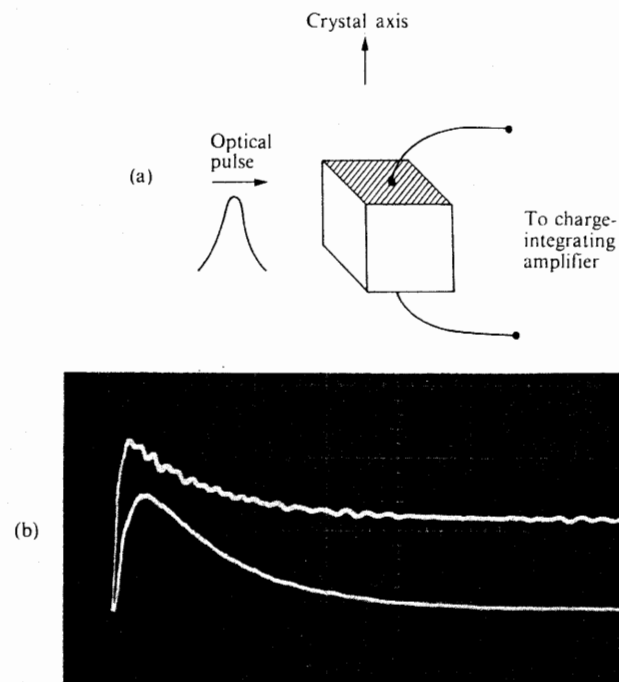 Crystal axis
(a)
Optical
pulse
To charge-
integrating
amplifier
(b)